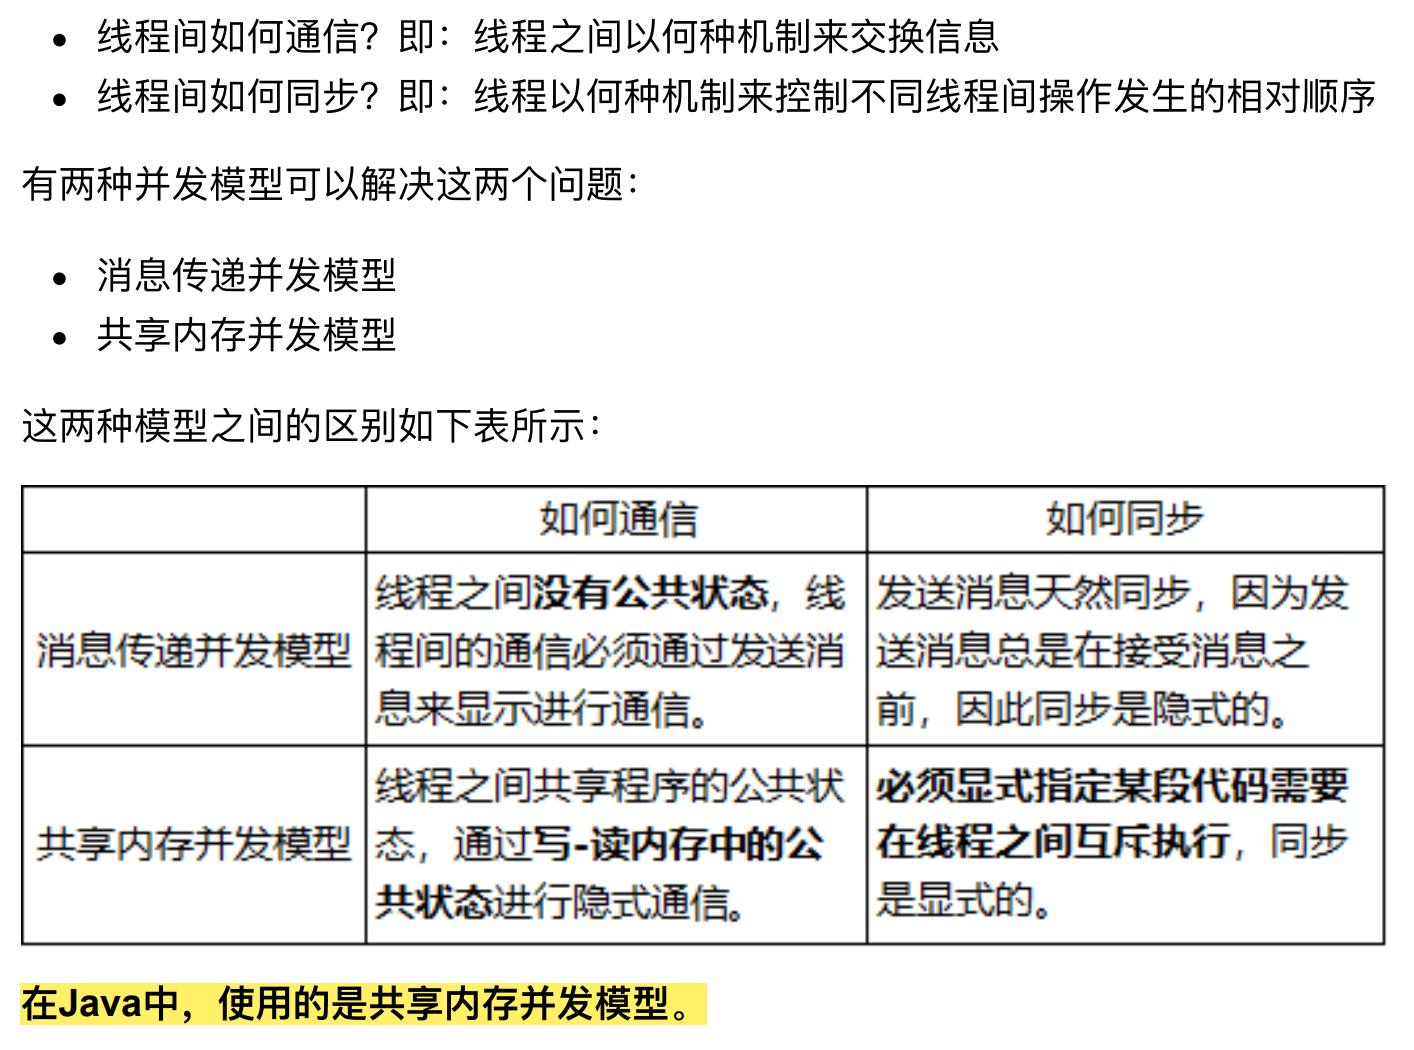 线程间如何通信？即：线程之间以何种机制来交换信息
线程间如何同步？即：线程以何种机制来控制不同线程间操作发生的相对顺序
有两种并发模型可以解决这两个问题：
消息传递并发模型
共享内存并发模型
这两种模型之间的区别如下表所示：
如何通信
如何同步
消息传递并发模型
线程之间没有公共状态，线
程间的通信必须通过发送消
息来显示进行通信。
发送消息天然同步，因为发
送消息总是在接受消息之
前，因此同步是隐式的。
共享内存并发模型
线程之间共享程序的公共状
态，通过写-读内存中的公
共状态进行隐式通信。
必须显式指定某段代码需要
在线程之间互斥执行，同步
是显式的。
在Java中，使用的是共享内存并发模型。